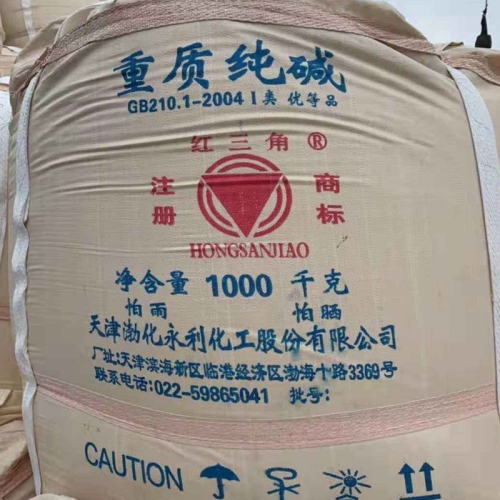 重质纯碱
GB210.1-2004 I类 优等品
红三角®
注册 商标
HONGSANJIAO
净含量 1000 千克
怕雨 怕晒
天津渤化永利化工股份有限公司
厂址:天津滨海新区临港经济区渤海十路3369号
联系电话:022-59865041 批号:
CAUTION